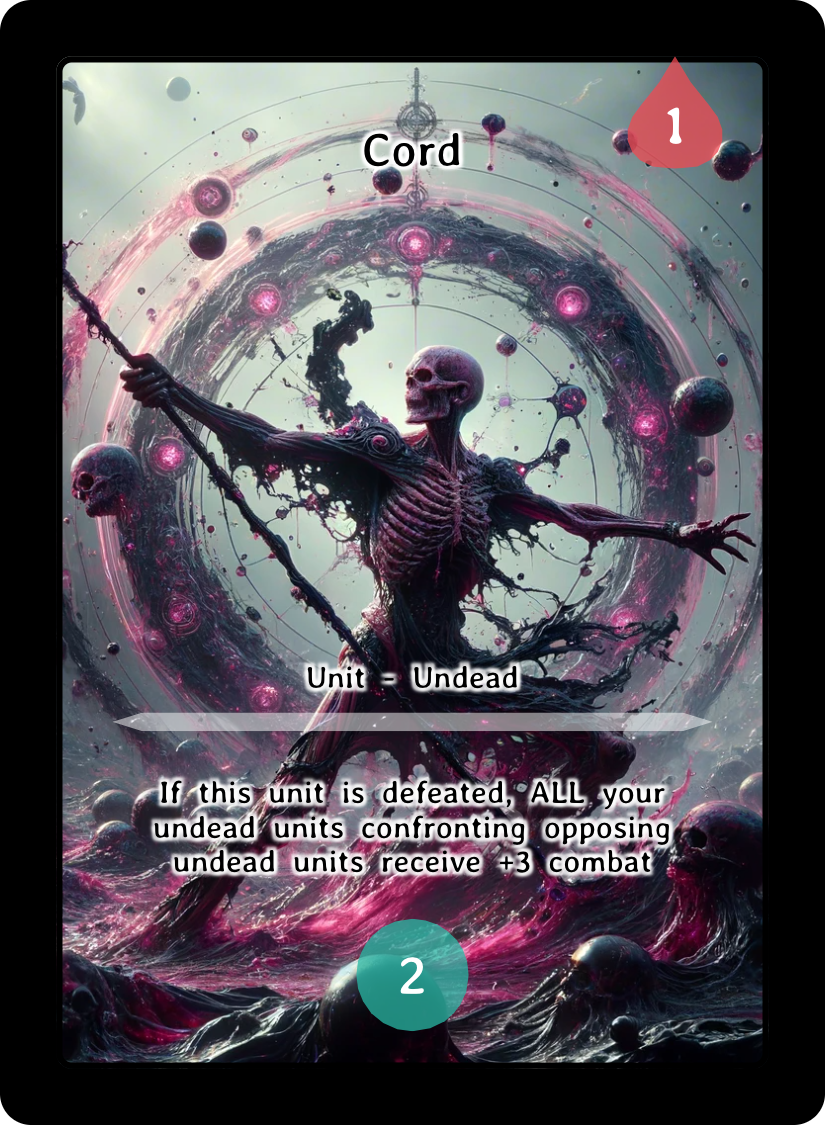 1
Cord
Unit - Undead
If this unit is defeated, ALL your
undead units confronting opposing
undead units receive +3 combat
2